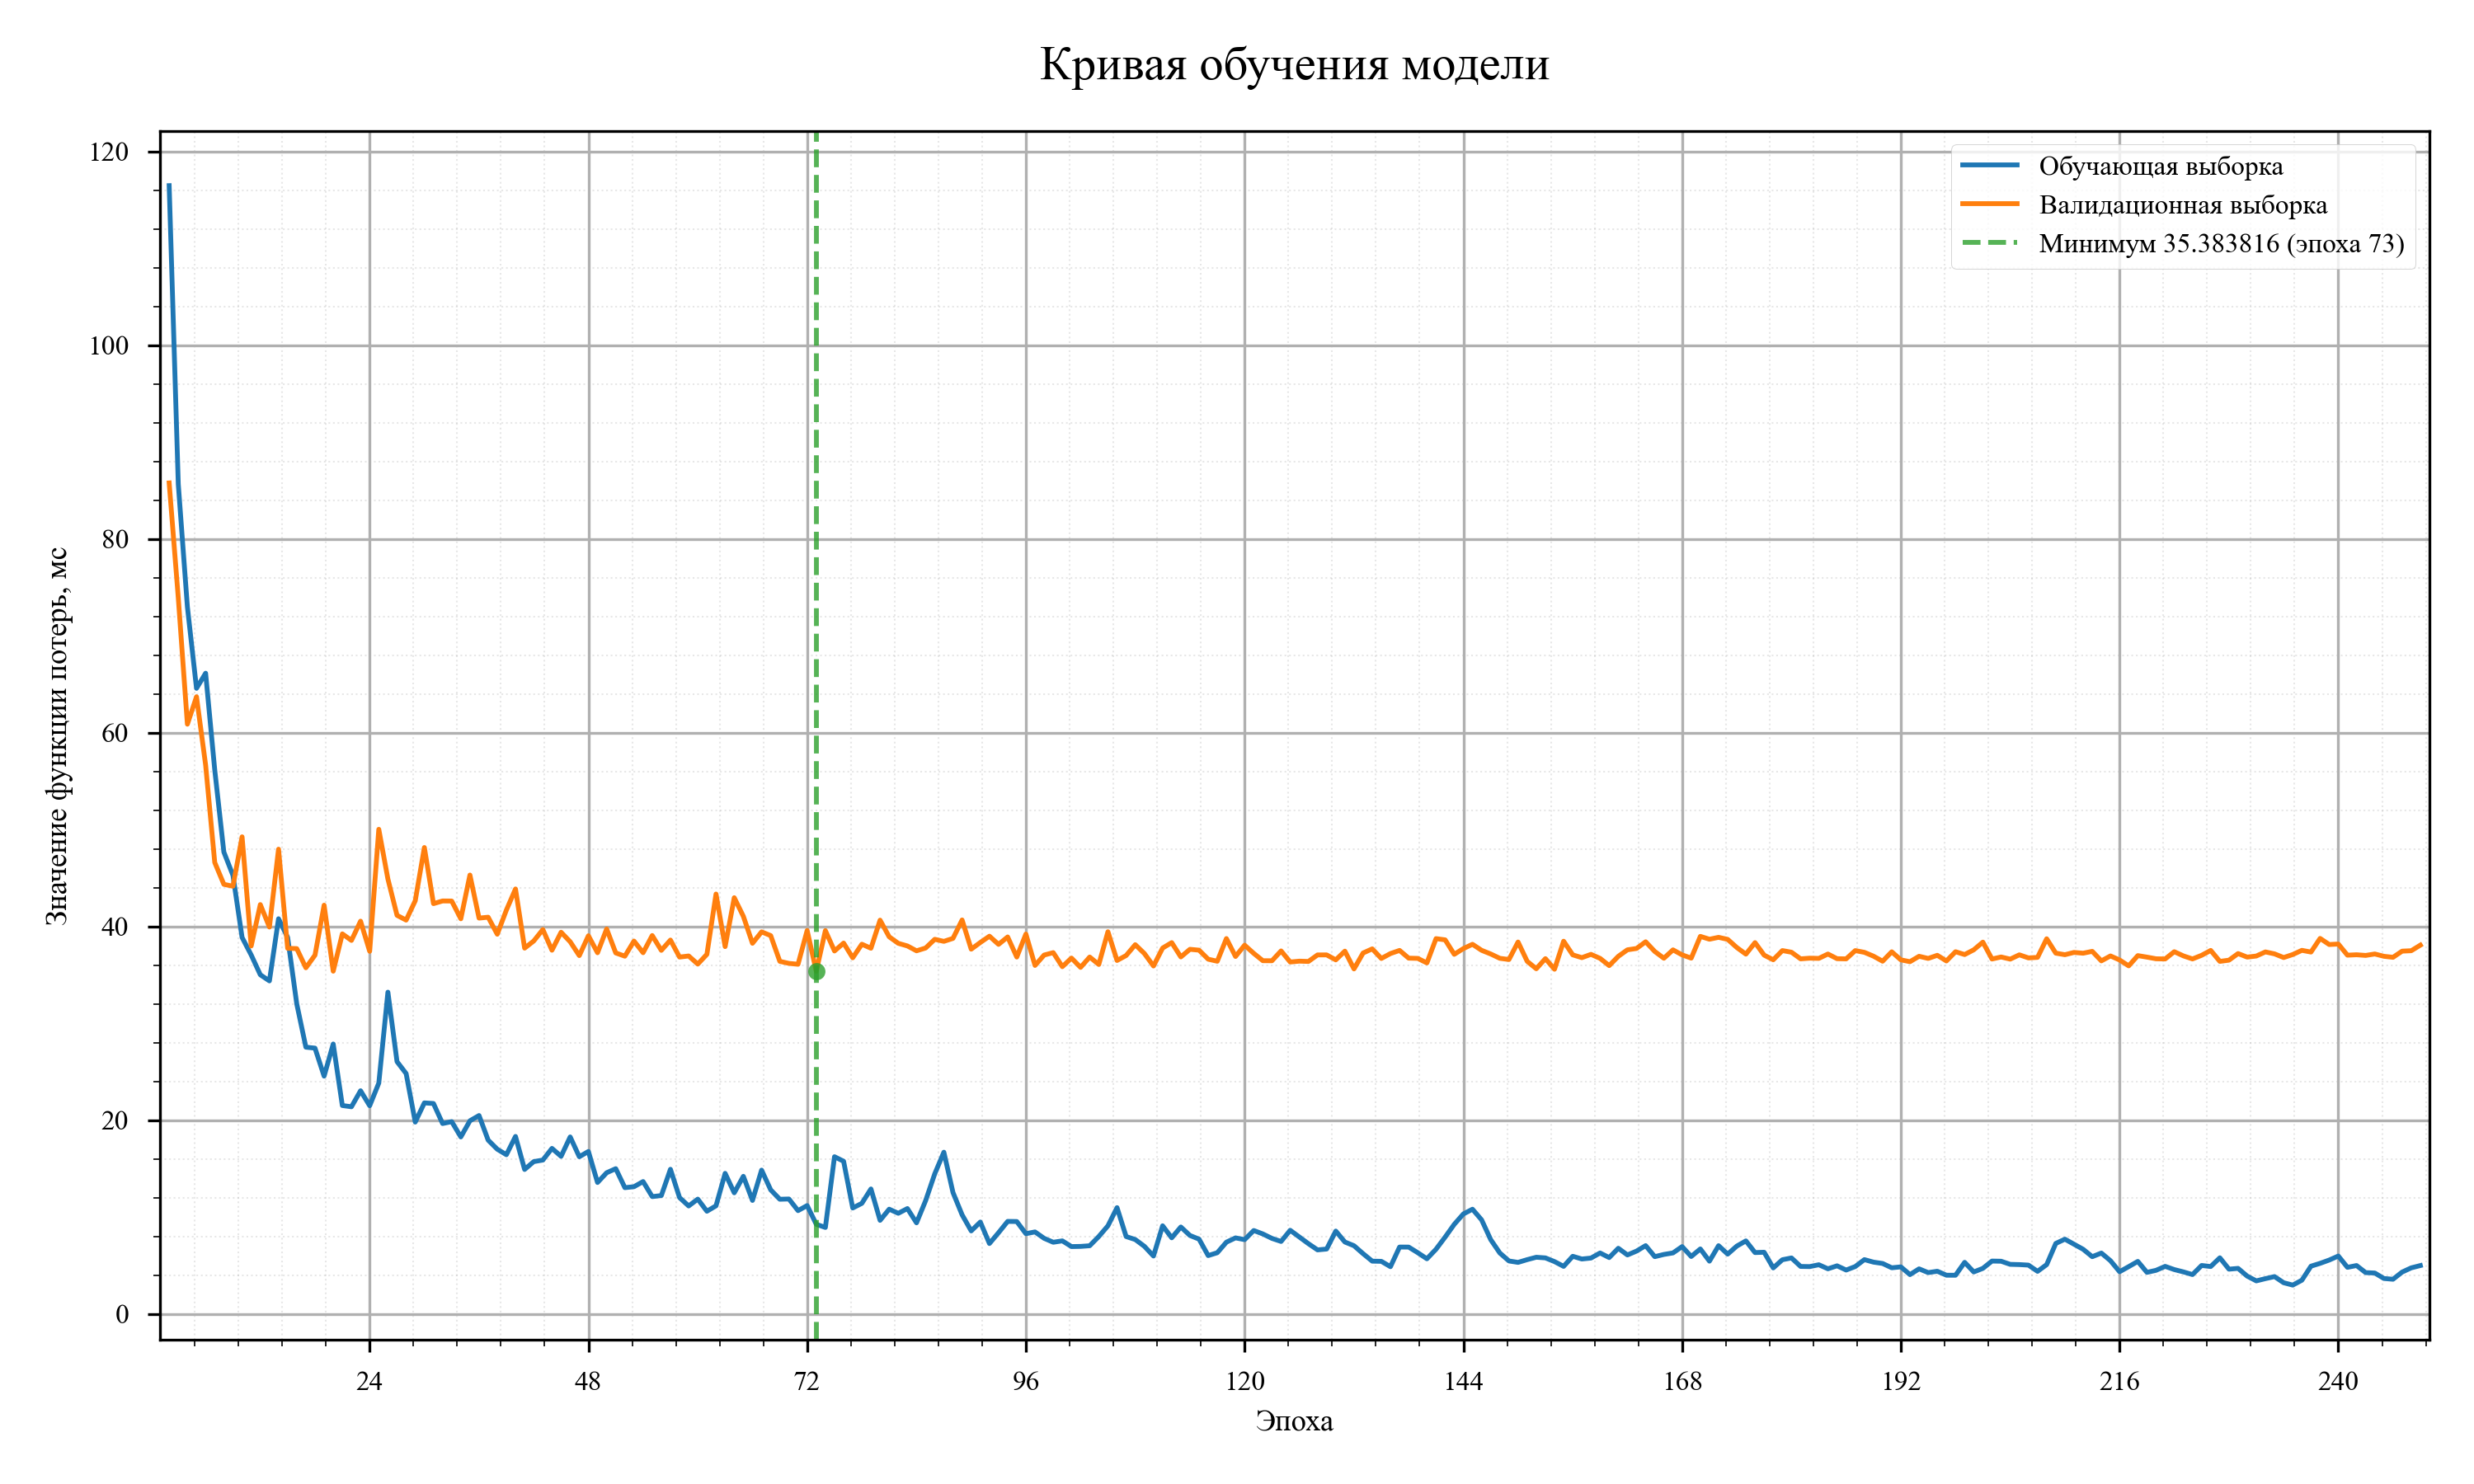 Кривая обучения модели
Обучающая выборка
Валидационная выборка
Минимум 35.383816 (эпоха 73)
Значение функции потерь, мс
120
100
80
60
40
20
0
24 48 72 96 120 144 168 192 216 240
Эпоха